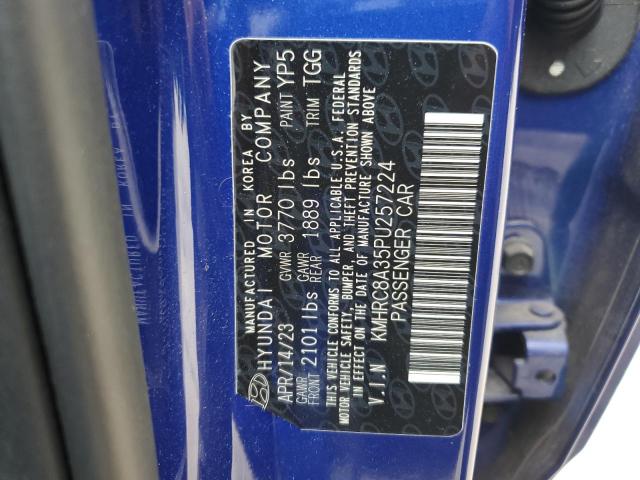 MANUFACTURED IN KOREA BY
HYUNDAI MOTOR COMPANY
APR/14/23 GVWR 3770 lbs PAINT YP5
GAWR FRONT 2101 lbs GAWR REAR 1889 lbs TRIM TGG
THIS VEHICLE CONFORMS TO ALL APPLICABLE U.S.A. FEDERAL
MOTOR VEHICLE SAFETY, BUMPER, AND THEFT PREVENTION STANDARDS
IN EFFECT ON THE DATE OF MANUFACTURE SHOWN ABOVE
V.I.N KMHRC8A35PU257224
PASSENGER CAR